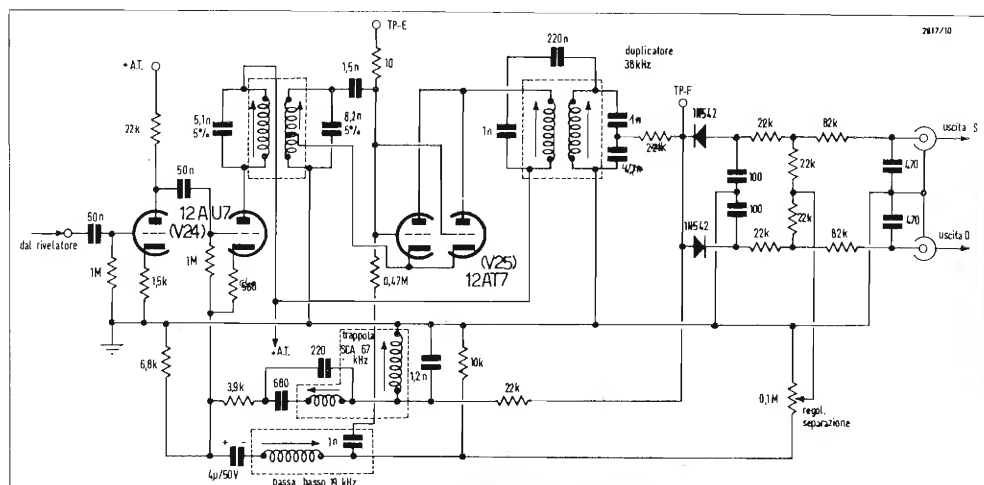 2817/10
TP-E
+ A.T.
10
22k
50n
5,1n
5%
1,5n
8,2n
5%
220n
duplicatore
38kHz
1n
1n
TP-F
1N542
22k
82k
uscita S
470
100
22k
100
22k
470
1N542
22k
82k
uscita D
dal rivelatore
50n
12AU7
(V24)
1M
1,5k
1M
560
(V25)
12AT7
0,47M
6,8k
+A.T.
trappola
SCA 67
kHz
220
680
3,9k
1,2n
10k
22k
0,1M
regol.
separazione
1n
+ -
4µ/50V
passa basso 19 kHz